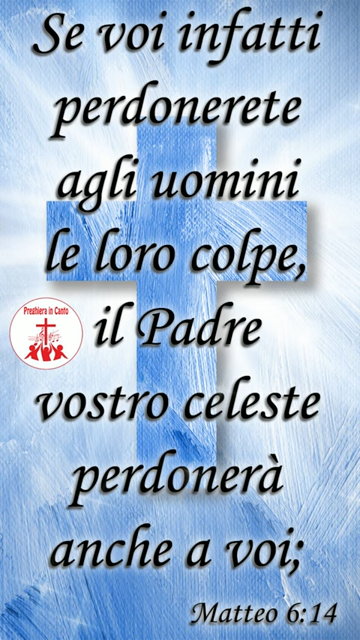 Se voi infatti
perdonerete
agli uomini
le loro colpe,
Preghiera in Canto
il Padre
vostro celeste
perdonerà
anche a voi;
Matteo 6:14